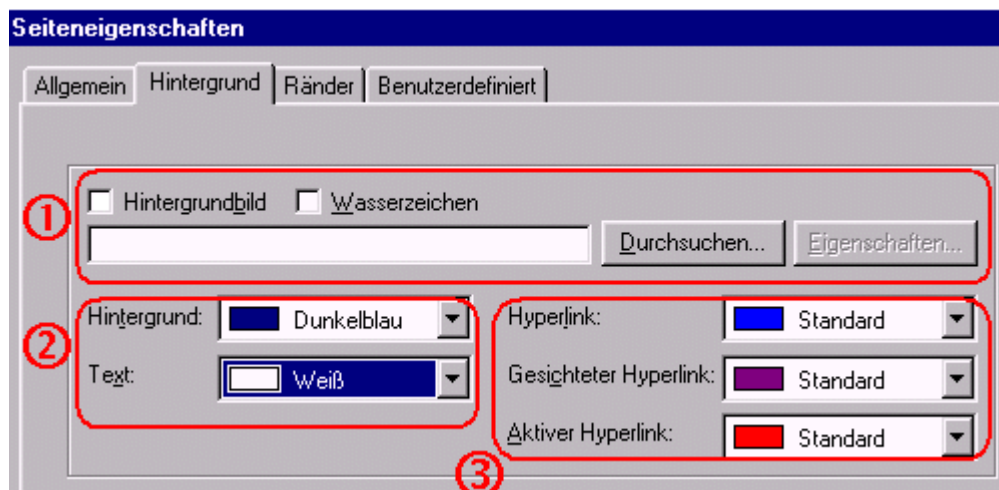 Seiteneigenschaften
Allgemein Hintergrund Ränder Benutzerdefiniert
1 Hintergrundbild Wasserzeichen
Durchsuchen... Eigenschaften...
2 Hintergrund: Dunkelblau
Text: Weiß
3 Hyperlink: Standard
Gesichteter Hyperlink: Standard
Aktiver Hyperlink: Standard